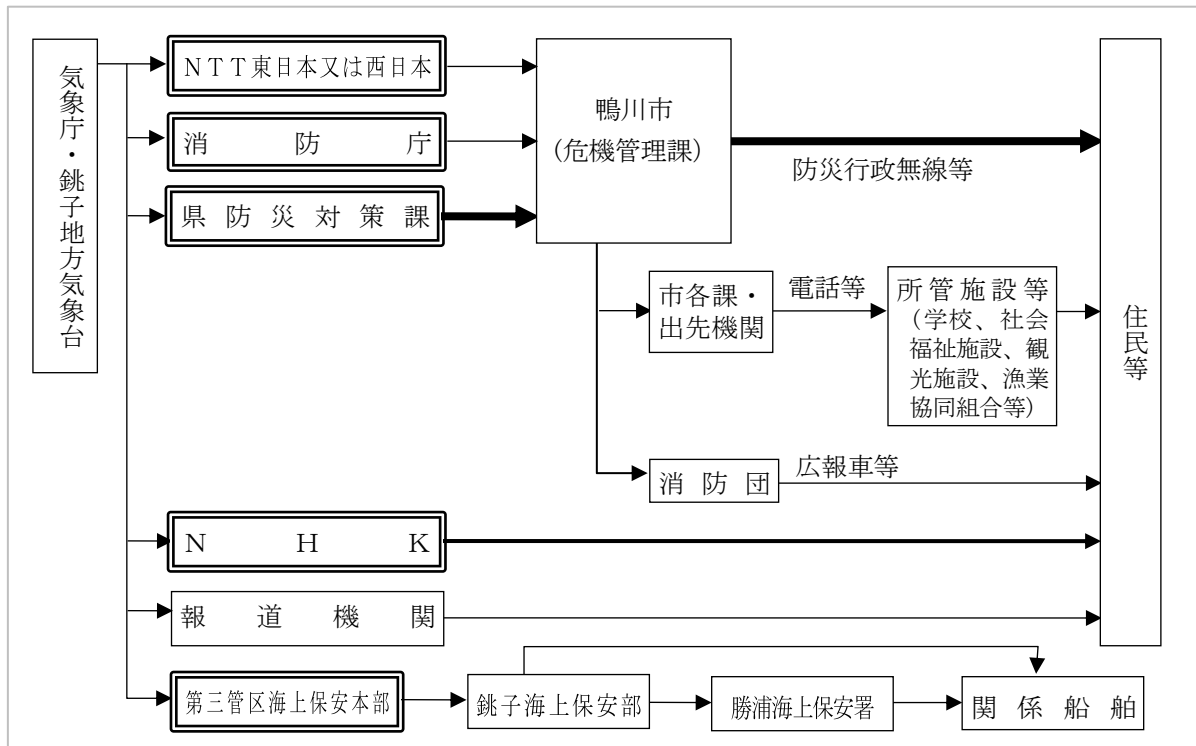 気象庁・銚子地方気象台
NTT東日本又は西日本
消防庁
県防災対策課
鴨川市
(危機管理課)
防災行政無線等
市各課・
出先機関
電話等
所管施設等
(学校、社会
福祉施設、観
光施設、漁業
協同組合等)
消防団
広報車等
住民等
NHK
報道機関
第三管区海上保安本部
銚子海上保安部
勝浦海上保安署
関係船舶